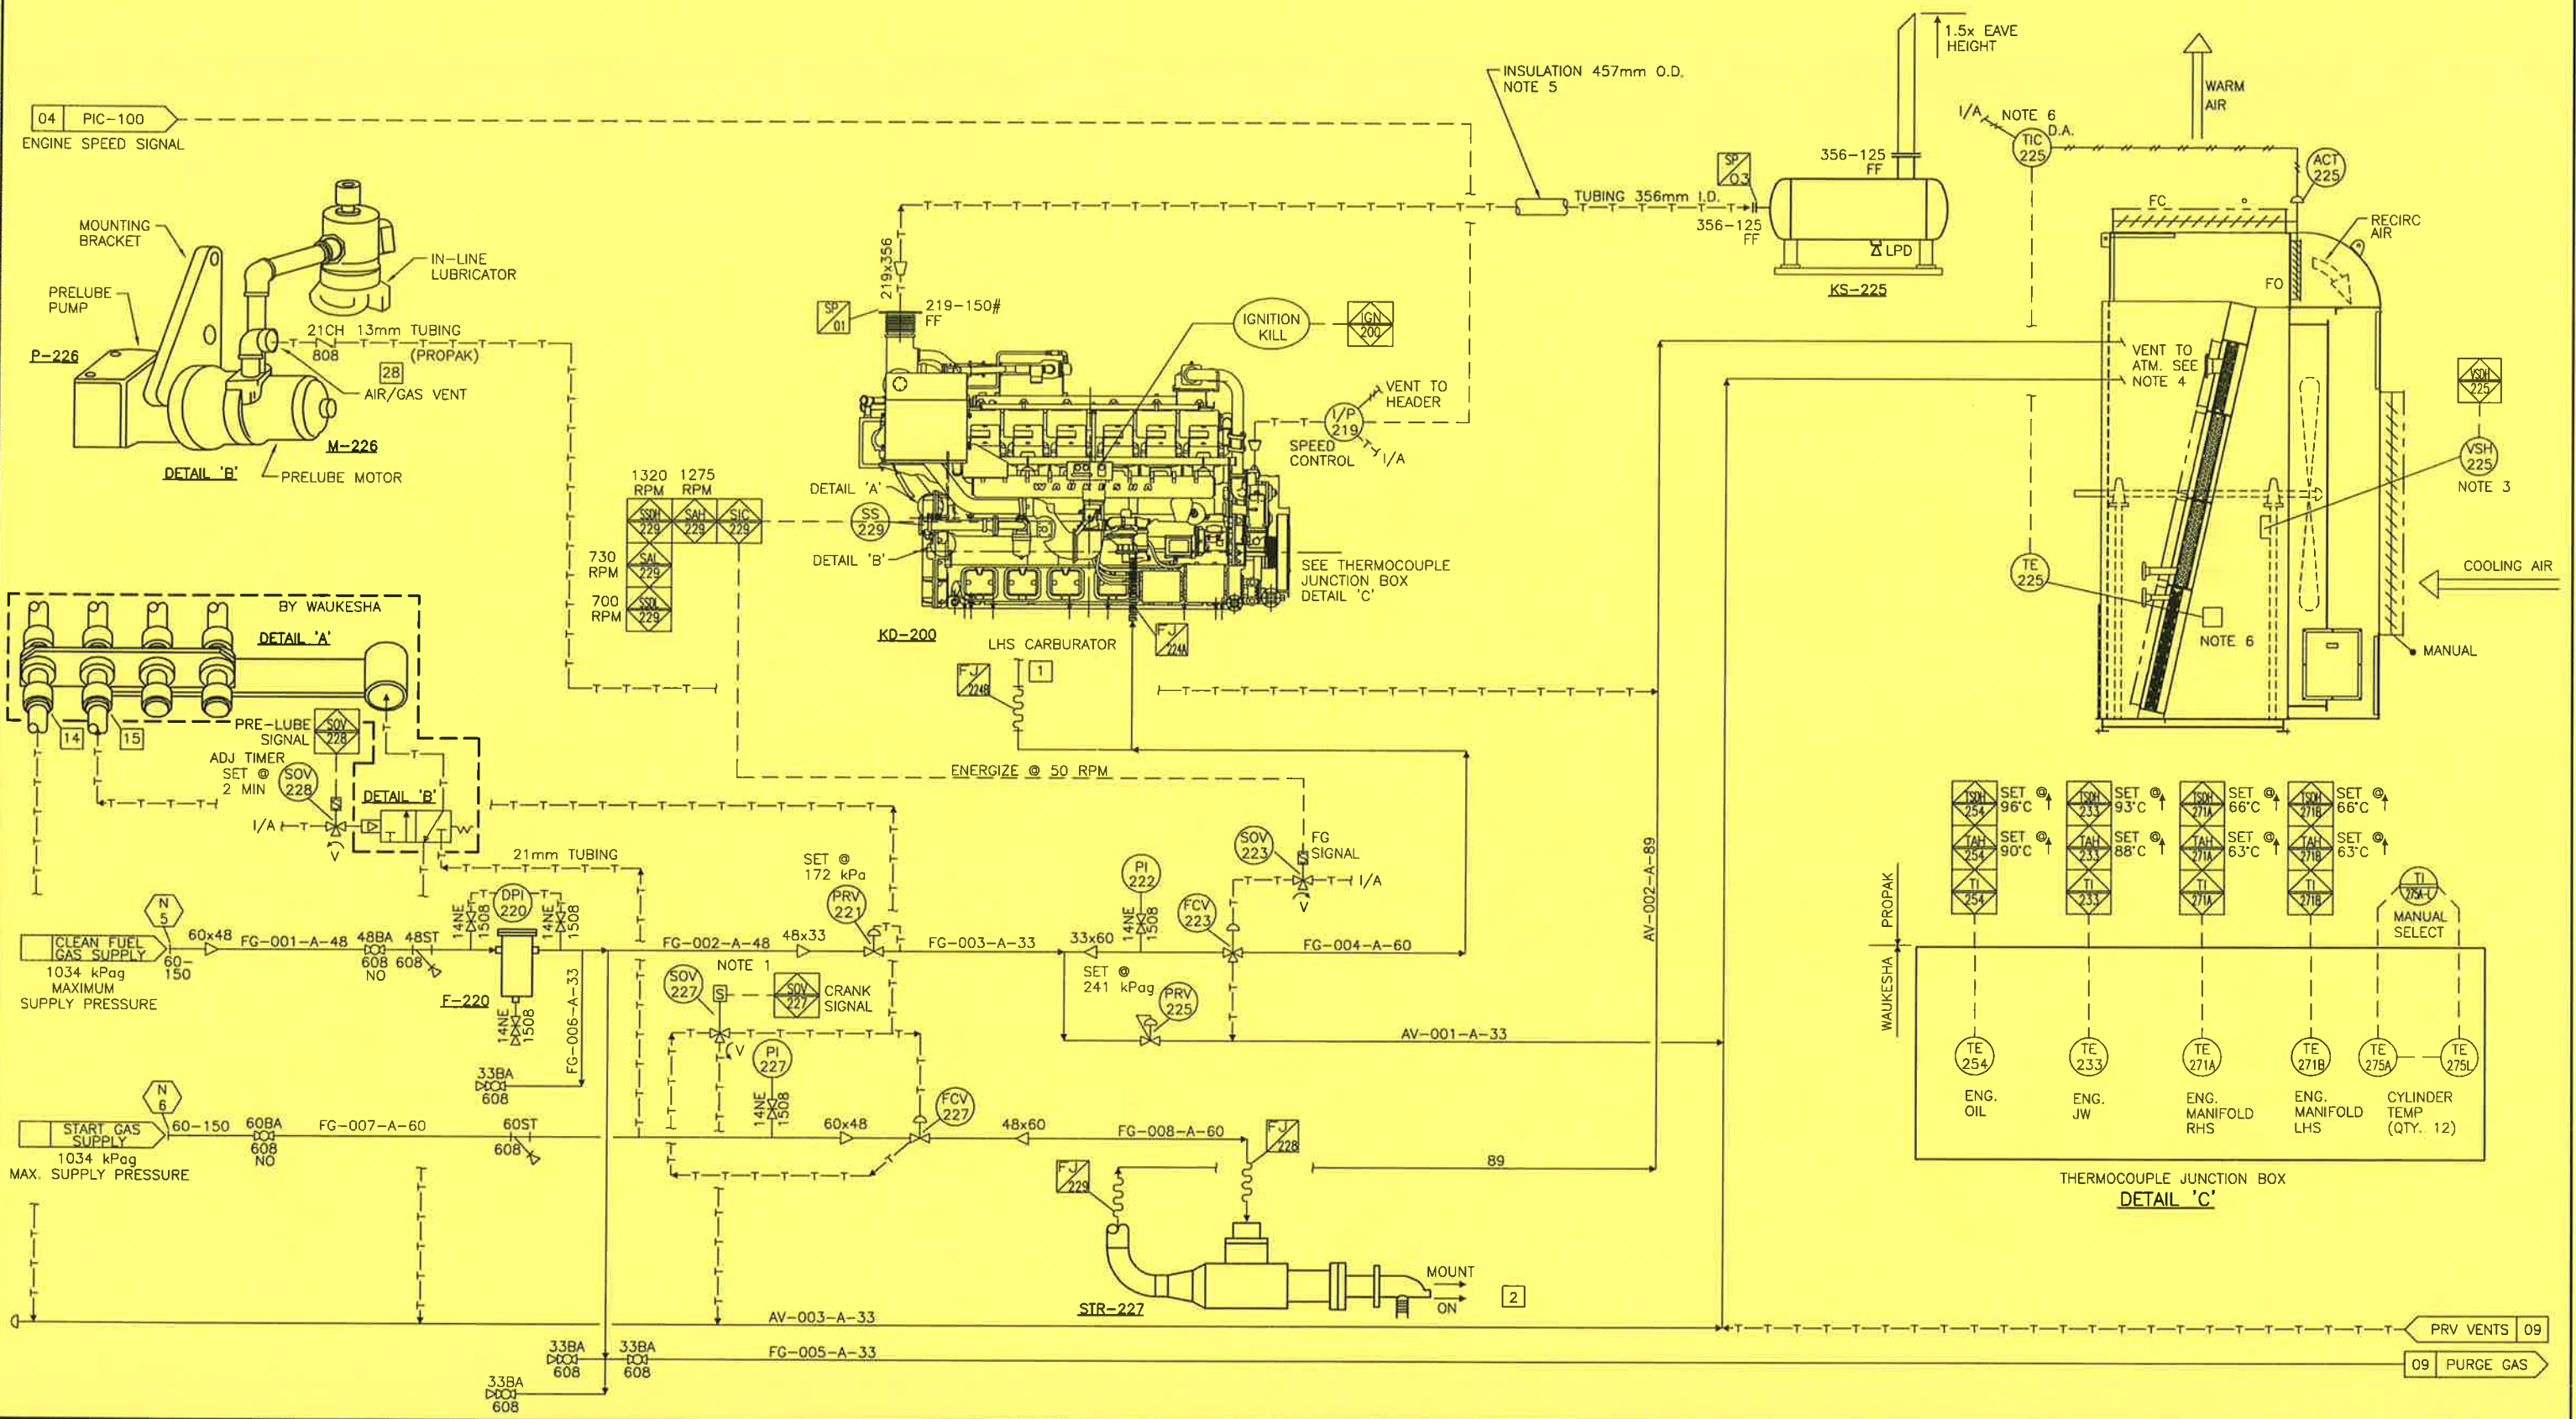 04 PIC-100
ENGINE SPEED SIGNAL
MOUNTING
BRACKET
PRELUBE
PUMP
P-226
IN-LINE
LUBRICATOR
21CH 13mm TUBING
808 (PROPAK)
28
AIR/GAS VENT
M-226
DETAIL 'B'
PRELUBE MOTOR
INSULATION 457mm O.D.
NOTE 5
1.5x EAVE
HEIGHT
WARM
AIR
I/A
NOTE 6
D.A.
TIC
225
ACT
225
SP
03
356-125
FF
TUBING 356mm I.D.
356-125
FF
LPD
KS-225
FC
RECIRC
AIR
FO
219x356
SP
01
219-150#
FF
IGNITION
KILL
IGN
200
VENT TO
HEADER
I/P
219
SPEED
CONTROL
I/A
VENT TO
ATM. SEE
NOTE 4
VSDH
225
VSH
225
NOTE 3
1320
RPM
1275
RPM
SSDH
229
SAH
229
SIC
229
730
RPM
SAL
229
700
RPM
SSDL
229
DETAIL 'A'
SS
229
DETAIL 'B'
SEE THERMOCOUPLE
JUNCTION BOX
DETAIL 'C'
KD-200
LHS CARBURATOR
FJ
224A
FJ
224B
1
TE
225
NOTE 6
COOLING AIR
MANUAL
BY WAUKESHA
DETAIL 'A'
14
15
PRE-LUBE
SIGNAL
SOV
228
ADJ TIMER
SET @
2 MIN
SOV
228
DETAIL 'B'
I/A
V
ENERGIZE @ 50 RPM
21mm TUBING
SET @
172 kPa
PRV
221
PI
222
14NE
1508
SOV
223
FG
SIGNAL
I/A
V
FCV
223
AV-002-A-89
N
5
CLEAN FUEL
GAS SUPPLY
1034 kPag
MAXIMUM
SUPPLY PRESSURE
60-
150
60x48
FG-001-A-48
48BA
608
NO
48ST
608
14NE
1508
DPI
220
14NE
1508
F-220
14NE
1508
FG-002-A-48
48x33
FG-003-A-33
33x60
FG-004-A-60
NOTE 1
SOV
227
S
SOV
227
CRANK
SIGNAL
V
SET @
241 kPag
PRV
225
AV-001-A-33
FG-006-A-33
33BA
608
PI
227
14NE
1508
N
6
START GAS
SUPPLY
1034 kPag
MAX. SUPPLY PRESSURE
60-150
60BA
608
NO
FG-007-A-60
60ST
608
60x48
FCV
227
48x60
FG-008-A-60
FJ
228
FJ
229
89
STR-227
MOUNT
ON
2
AV-003-A-33
33BA
608
33BA
608
FG-005-A-33
33BA
608
PRV VENTS 09
09 PURGE GAS
TSDH
254
SET @
96°C
TAH
254
SET @
90°C
TI
254
TSDH
233
SET @
93°C
TAH
233
SET @
88°C
TI
233
TSDH
271A
SET @
66°C
TAH
271A
SET @
63°C
TI
271A
TSDH
271B
SET @
66°C
TAH
271B
SET @
63°C
TI
271B
TI
275A-L
MANUAL
SELECT
PROPAK
WAUKESHA
TE
254
TE
233
TE
271A
TE
271B
TE
275A
TE
275L
ENG.
OIL
ENG.
JW
ENG.
MANIFOLD
RHS
ENG.
MANIFOLD
LHS
CYLINDER
TEMP
(QTY. 12)
THERMOCOUPLE JUNCTION BOX
DETAIL 'C'